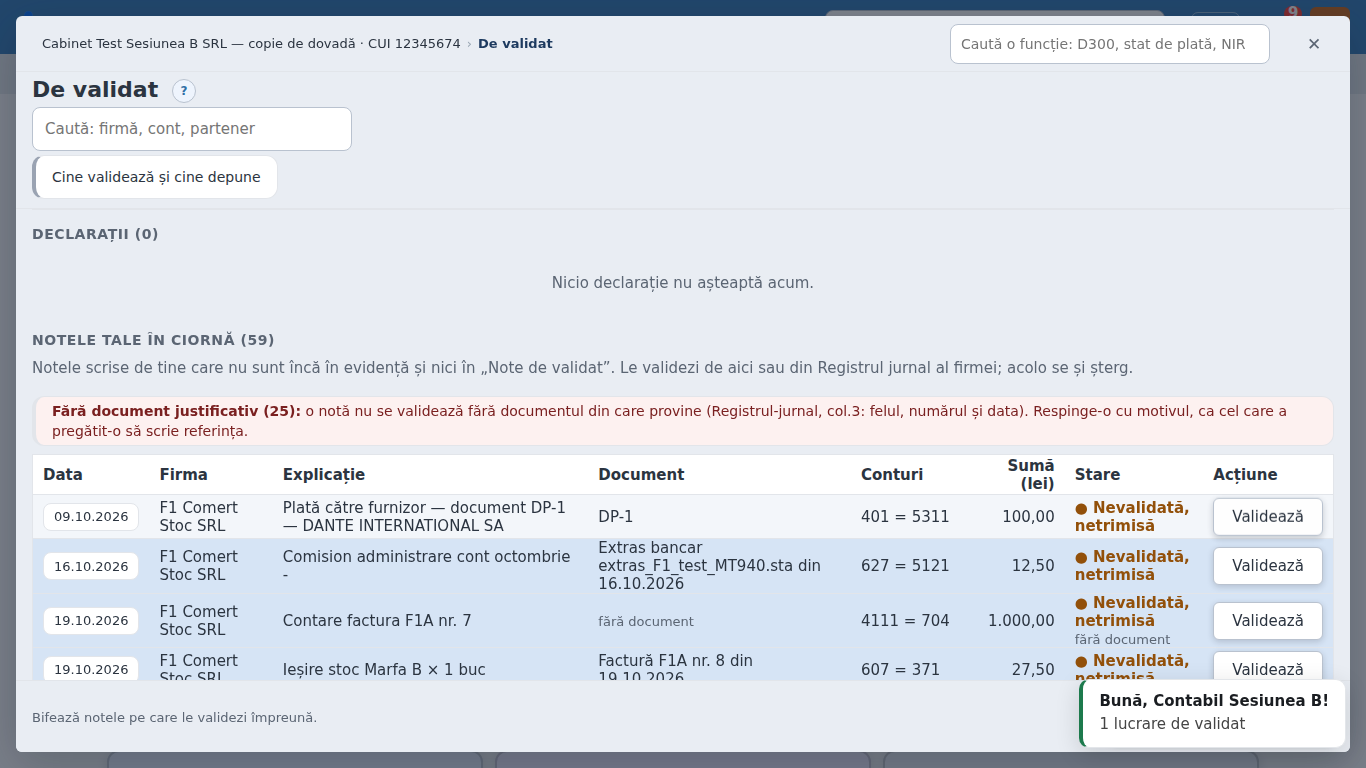 9
Cabinet Test Sesiunea B SRL — copie de dovadă · CUI 12345674 › De validat
Caută o funcție: D300, stat de plată, NIR
✕
De validat ?
Caută: firmă, cont, partener
Cine validează și cine depune
DECLARAȚII (0)
Nicio declarație nu așteaptă acum.
NOTELE TALE ÎN CIORNĂ (59)
Notele scrise de tine care nu sunt încă în evidență și nici în „Note de validat”. Le validezi de aici sau din Registrul jurnal al firmei; acolo se și șterg.
Fără document justificativ (25): o notă nu se validează fără documentul din care provine (Registrul-jurnal, col.3: felul, numărul și data). Respinge-o cu motivul, ca cel care a
pregătit-o să scrie referința.
Data Firma Explicație Document Conturi Sumă (lei) Stare Acțiune
09.10.2026 F1 Comert Stoc SRL Plată către furnizor — document DP-1 — DANTE INTERNATIONAL SA DP-1 401 = 5311 100,00 ● Nevalidată, netrimisă Validează
16.10.2026 F1 Comert Stoc SRL Comision administrare cont octombrie - Extras bancar extras_F1_test_MT940.sta din 16.10.2026 627 = 5121 12,50 ● Nevalidată, netrimisă Validează
19.10.2026 F1 Comert Stoc SRL Contare factura F1A nr. 7 fără document 4111 = 704 1.000,00 ● Nevalidată, netrimisă fără document Validează
19.10.2026 F1 Comert Stoc SRL Ieșire stoc Marfa B × 1 buc Factură F1A nr. 8 din 19.10.2026 607 = 371 27,50 ● Nevalidată, netrimisă Validează
Bifează notele pe care le validezi împreună.
Bună, Contabil Sesiunea B!
1 lucrare de validat